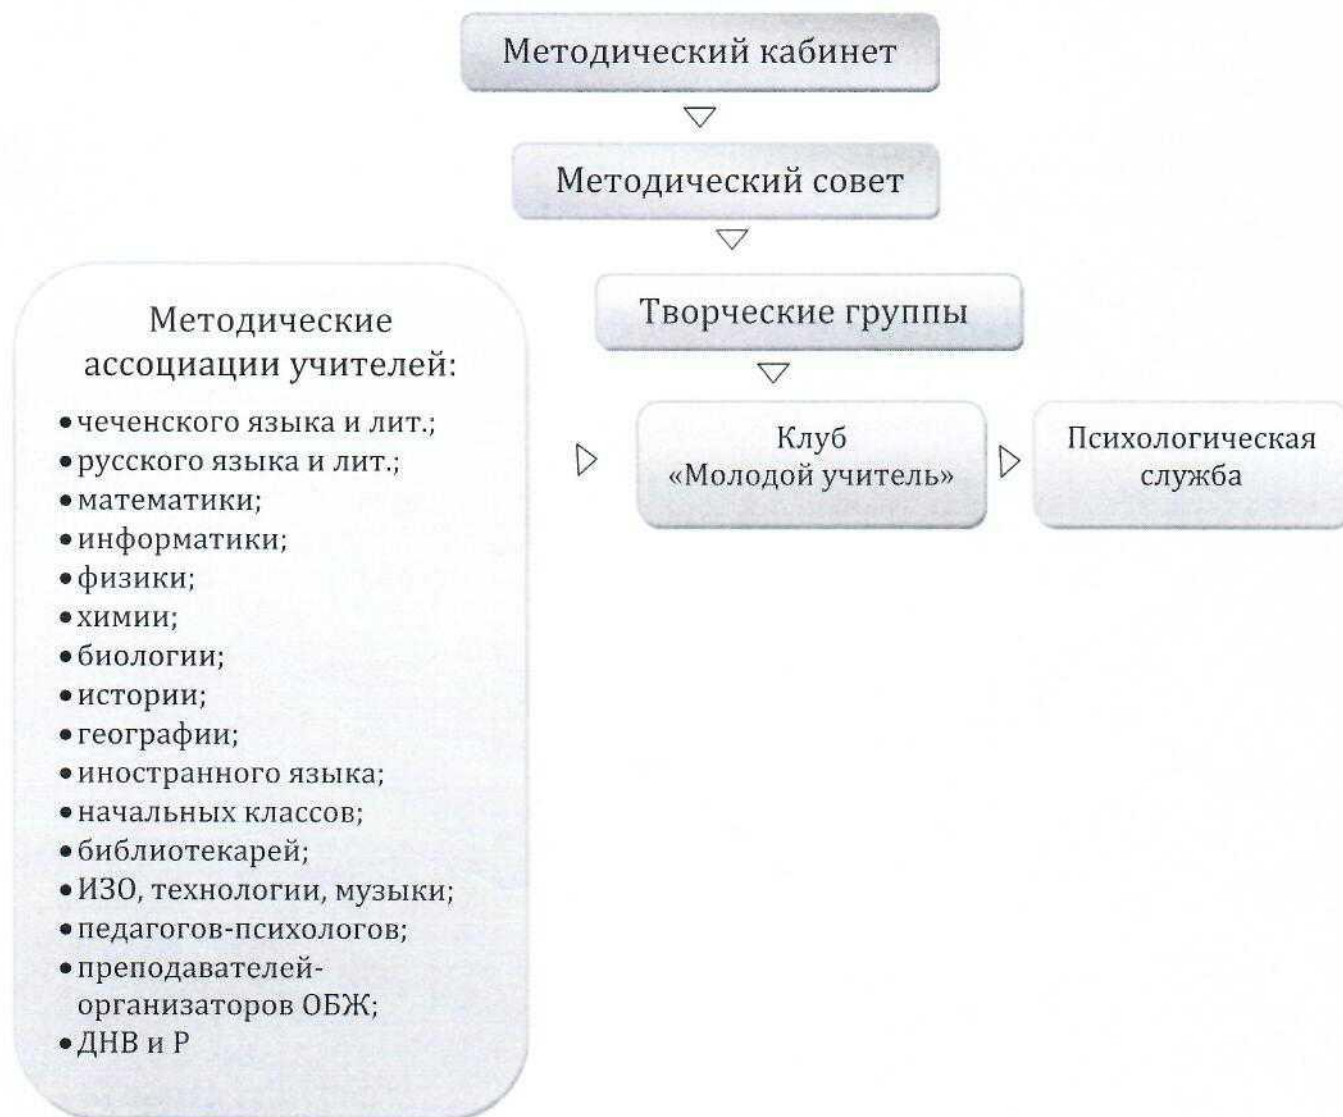 Методический кабинет
Методический совет
Творческие группы
Методические
ассоциации учителей:
•чеченского языка и лит.;
•русского языка и лит.;
•математики;
•информатики;
•физики;
•химии;
•биологии;
•истории;
•географии;
•иностранного языка;
•начальных классов;
•библиотекарей;
•ИЗО, технологии, музыки;
•педагогов-психологов;
•преподавателей-
организаторов ОБЖ;
•ДНВ и Р
Клуб
«Молодой учитель»
Психологическая
служба